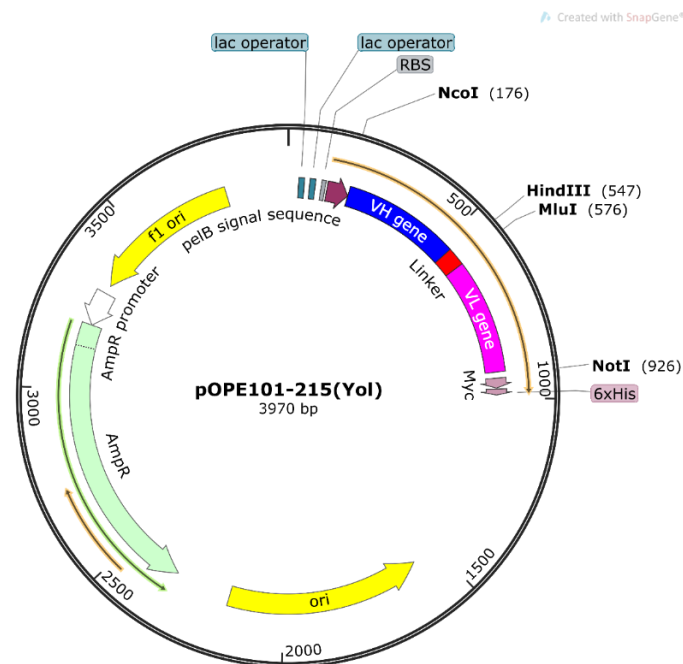 Created with SnapGene®
lac operator
lac operator
RBS
NcoI (176)
HindIII (547)
MluI (576)
NotI (926)
6xHis
500
1000
1500
2000
2500
3000
3500
pelB signal sequence
VH gene
Linker
VL gene
Myc
f1 ori
AmpR promoter
AmpR
ori
pOPE101-215(Yol)
3970 bp